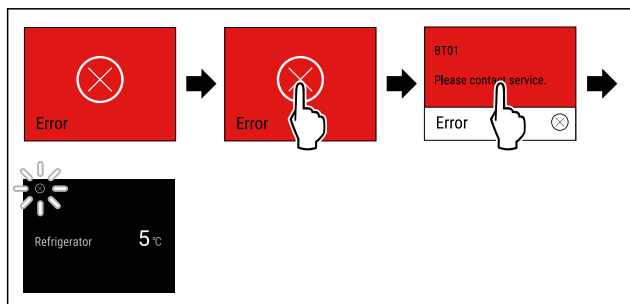 Error
Error
BT01
Please contact service.
Error
Refrigerator 5 °C